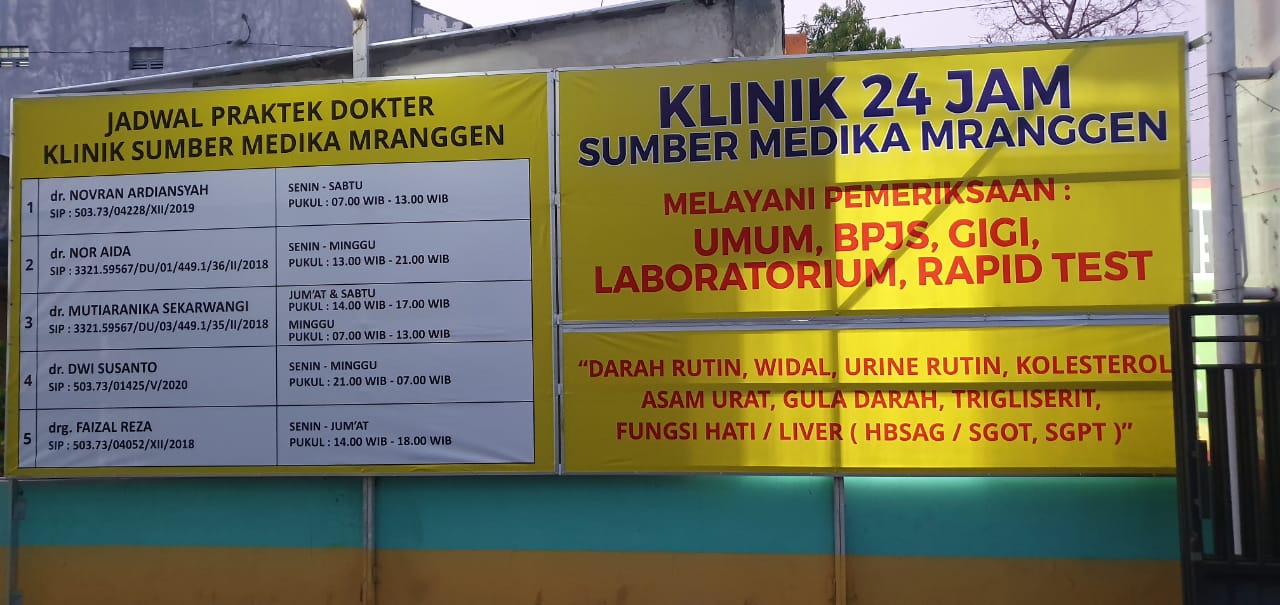 JADWAL PRAKTEK DOKTER
KLINIK SUMBER MEDIKA MRANGGEN
1
dr. NOVRAN ARDIANSYAH
SIP : 503.73/04228/XII/2019
SENIN - SABTU
PUKUL : 07.00 WIB - 13.00 WIB
2
dr. NOR AIDA
SIP : 3321.59567/DU/01/449.1/36/II/2018
SENIN - MINGGU
PUKUL : 13.00 WIB - 21.00 WIB
3
dr. MUTIARANIKA SEKARWANGI
SIP : 3321.59567/DU/03/449.1/35/II/2018
JUM'AT & SABTU
PUKUL : 14.00 WIB - 17.00 WIB
MINGGU
PUKUL : 07.00 WIB - 13.00 WIB
4
dr. DWI SUSANTO
SIP : 503.73/01425/V/2020
SENIN - MINGGU
PUKUL : 21.00 WIB - 07.00 WIB
5
drg. FAIZAL REZA
SIP : 503.73/04052/XII/2018
SENIN - JUM'AT
PUKUL : 14.00 WIB - 18.00 WIB
KLINIK 24 JAM
SUMBER MEDIKA MRANGGEN
MELAYANI PEMERIKSAAN :
UMUM, BPJS, GIGI,
LABORATORIUM, RAPID TEST
“DARAH RUTIN, WIDAL, URINE RUTIN, KOLESTEROL
ASAM URAT, GULA DARAH, TRIGLISERIT,
FUNGSI HATI / LIVER ( HBSAG / SGOT, SGPT )”